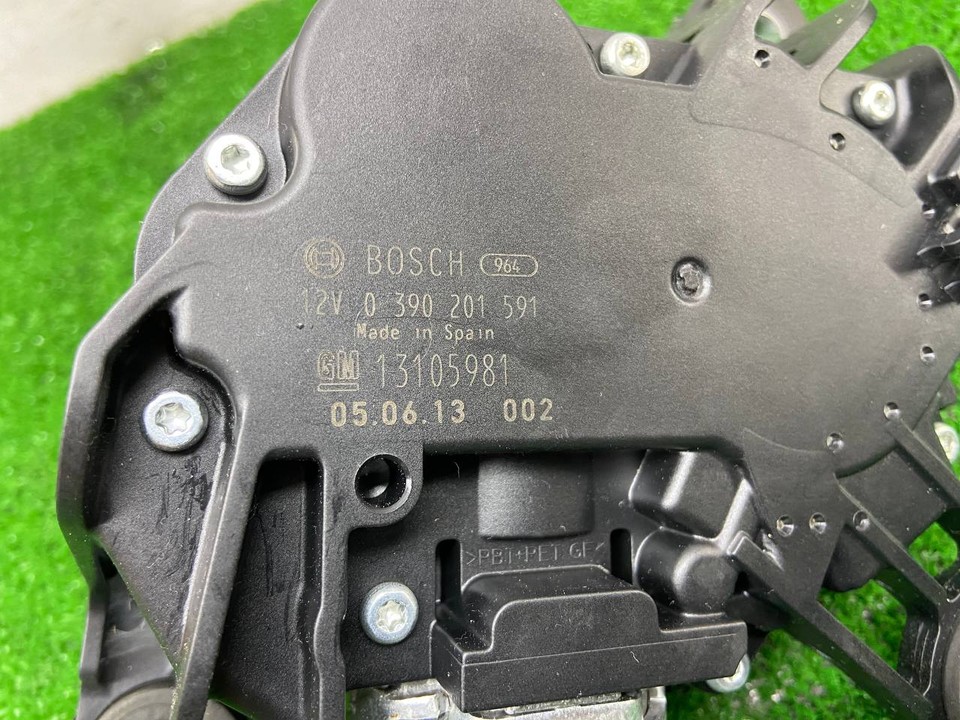 BOSCH 964
12V 0 390 201 591
Made in Spain
GM 13105981
05.06.13 002
>PBT+PET GF<